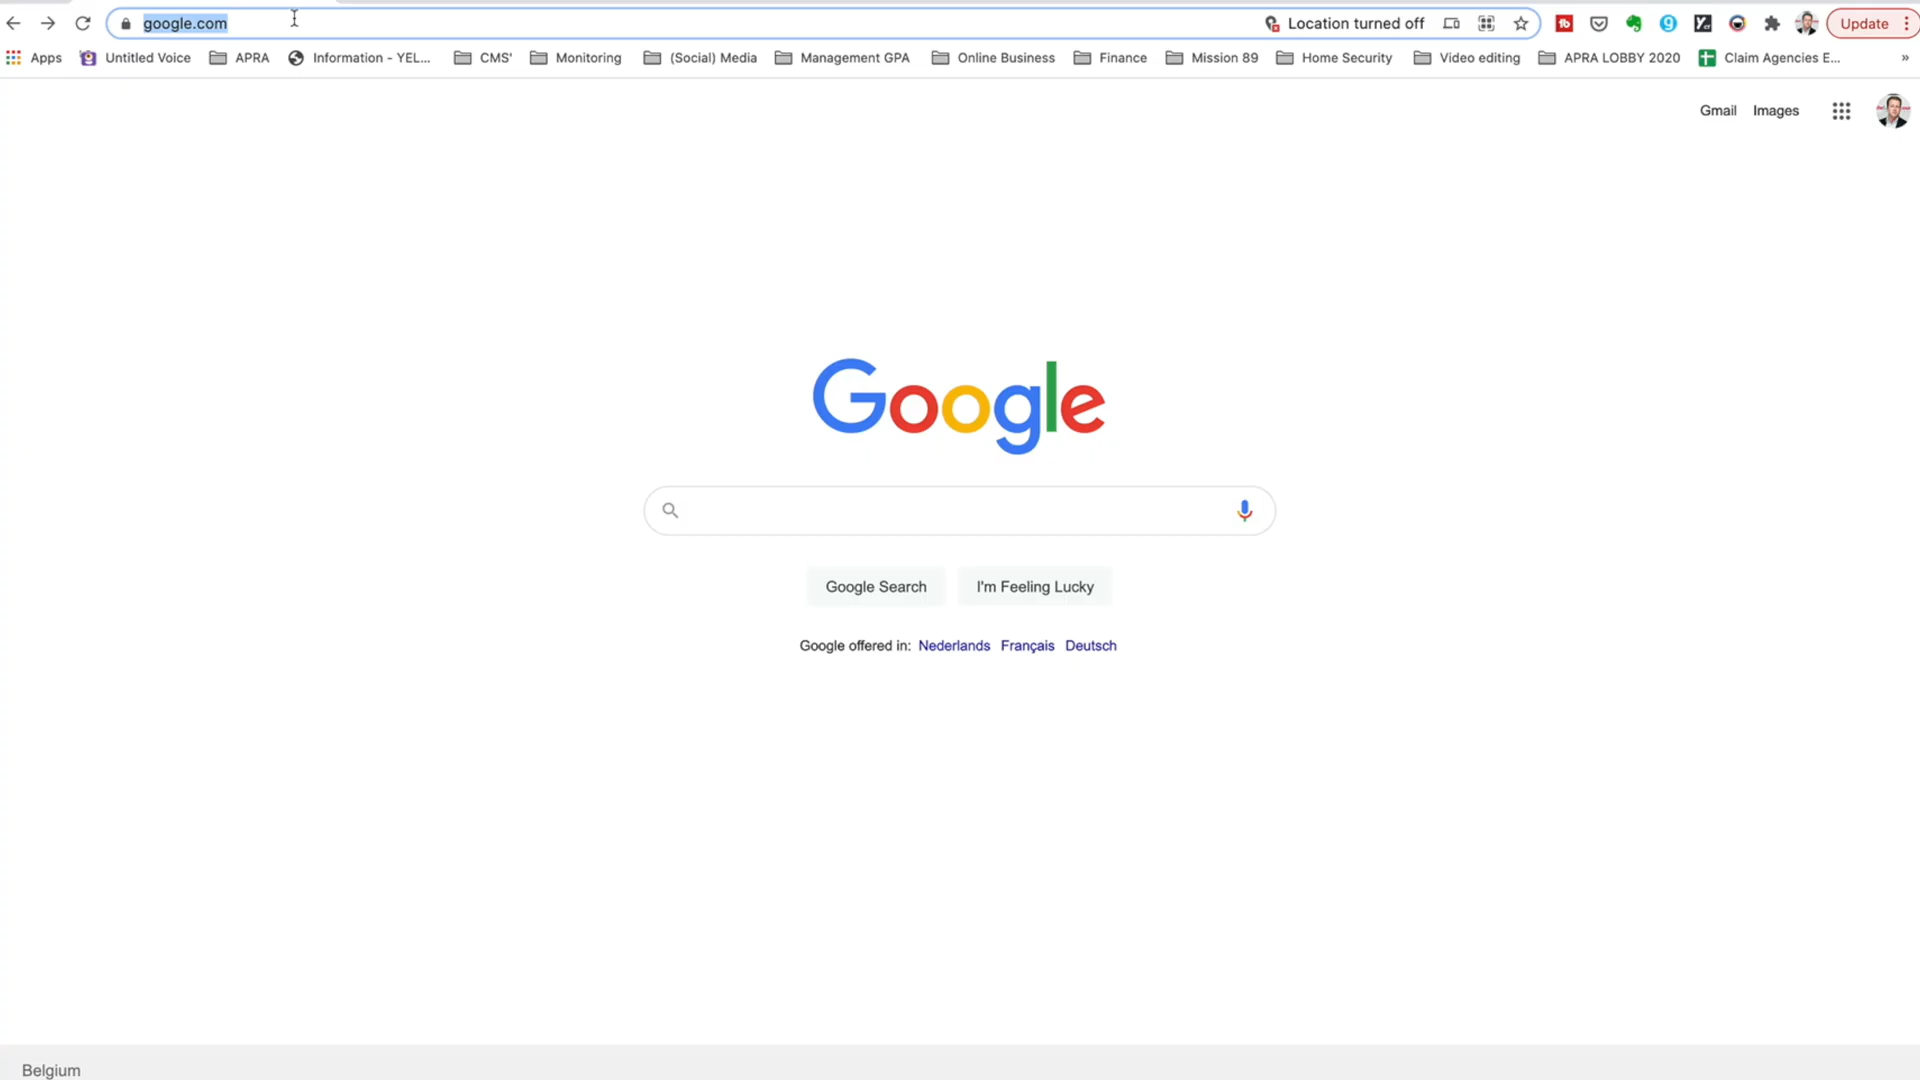 google.com Location turned off Update
Apps Untitled Voice APRA Information - YEL... CMS' Monitoring (Social) Media Management GPA Online Business Finance Mission 89 Home Security Video editing APRA LOBBY 2020 Claim Agencies E... »
Gmail Images
Google
Google Search I'm Feeling Lucky
Google offered in: Nederlands Français Deutsch
Belgium